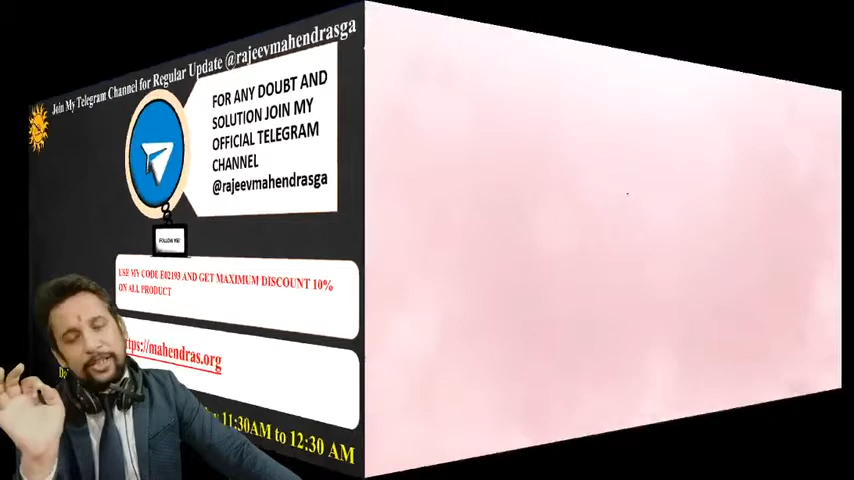 Join My Telegram Channel for Regular Update @rajeevmahendrasga
FOR ANY DOUBT AND
SOLUTION JOIN MY
OFFICIAL TELEGRAM
CHANNEL
@rajeevmahendrasga
FOLLOW ME!
USE MY CODE E02193 AND GET MAXIMUM DISCOUNT 10%
ON ALL PRODUCT
ttps://mahendras.org
11:30AM to 12:30 AM